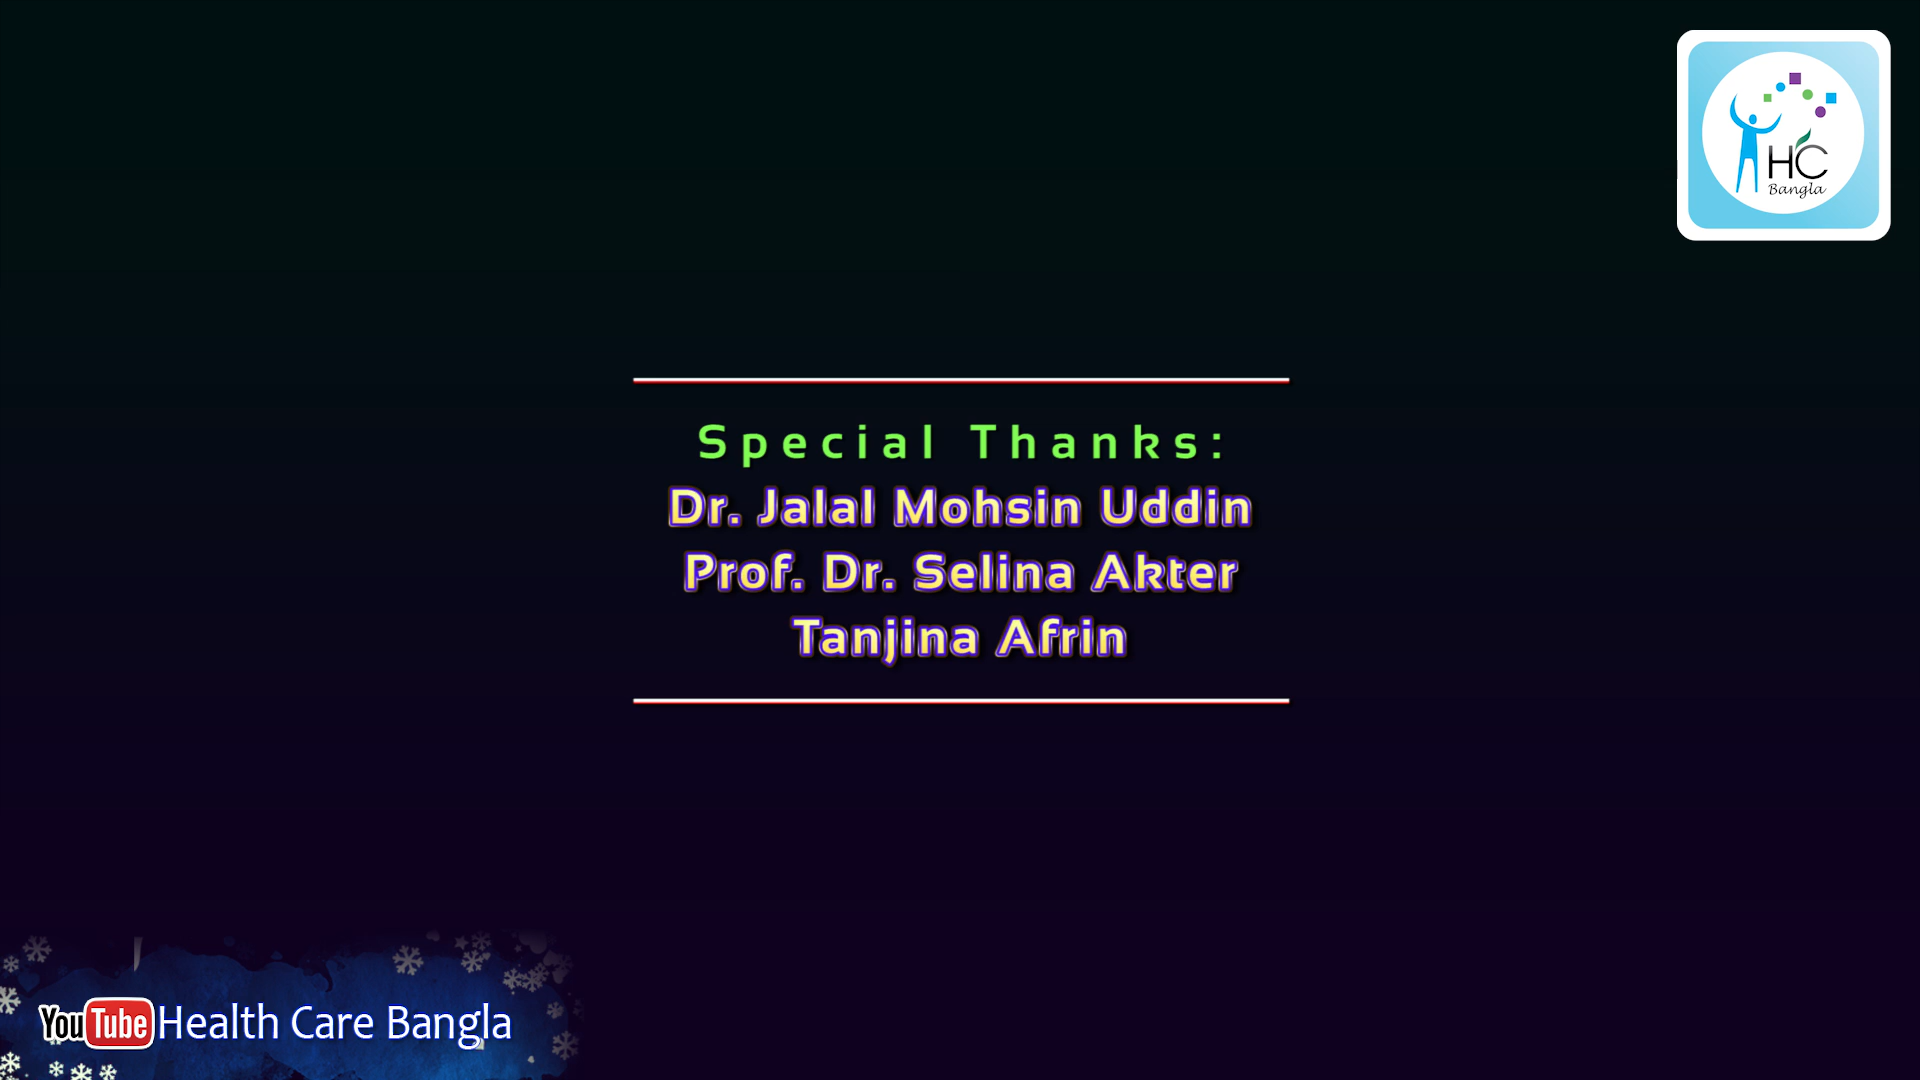 HC
Bangla
Special Thanks:
Dr. Jalal Mohsin Uddin
Prof. Dr. Selina Akter
Tanjina Afrin
YouTube Health Care Bangla